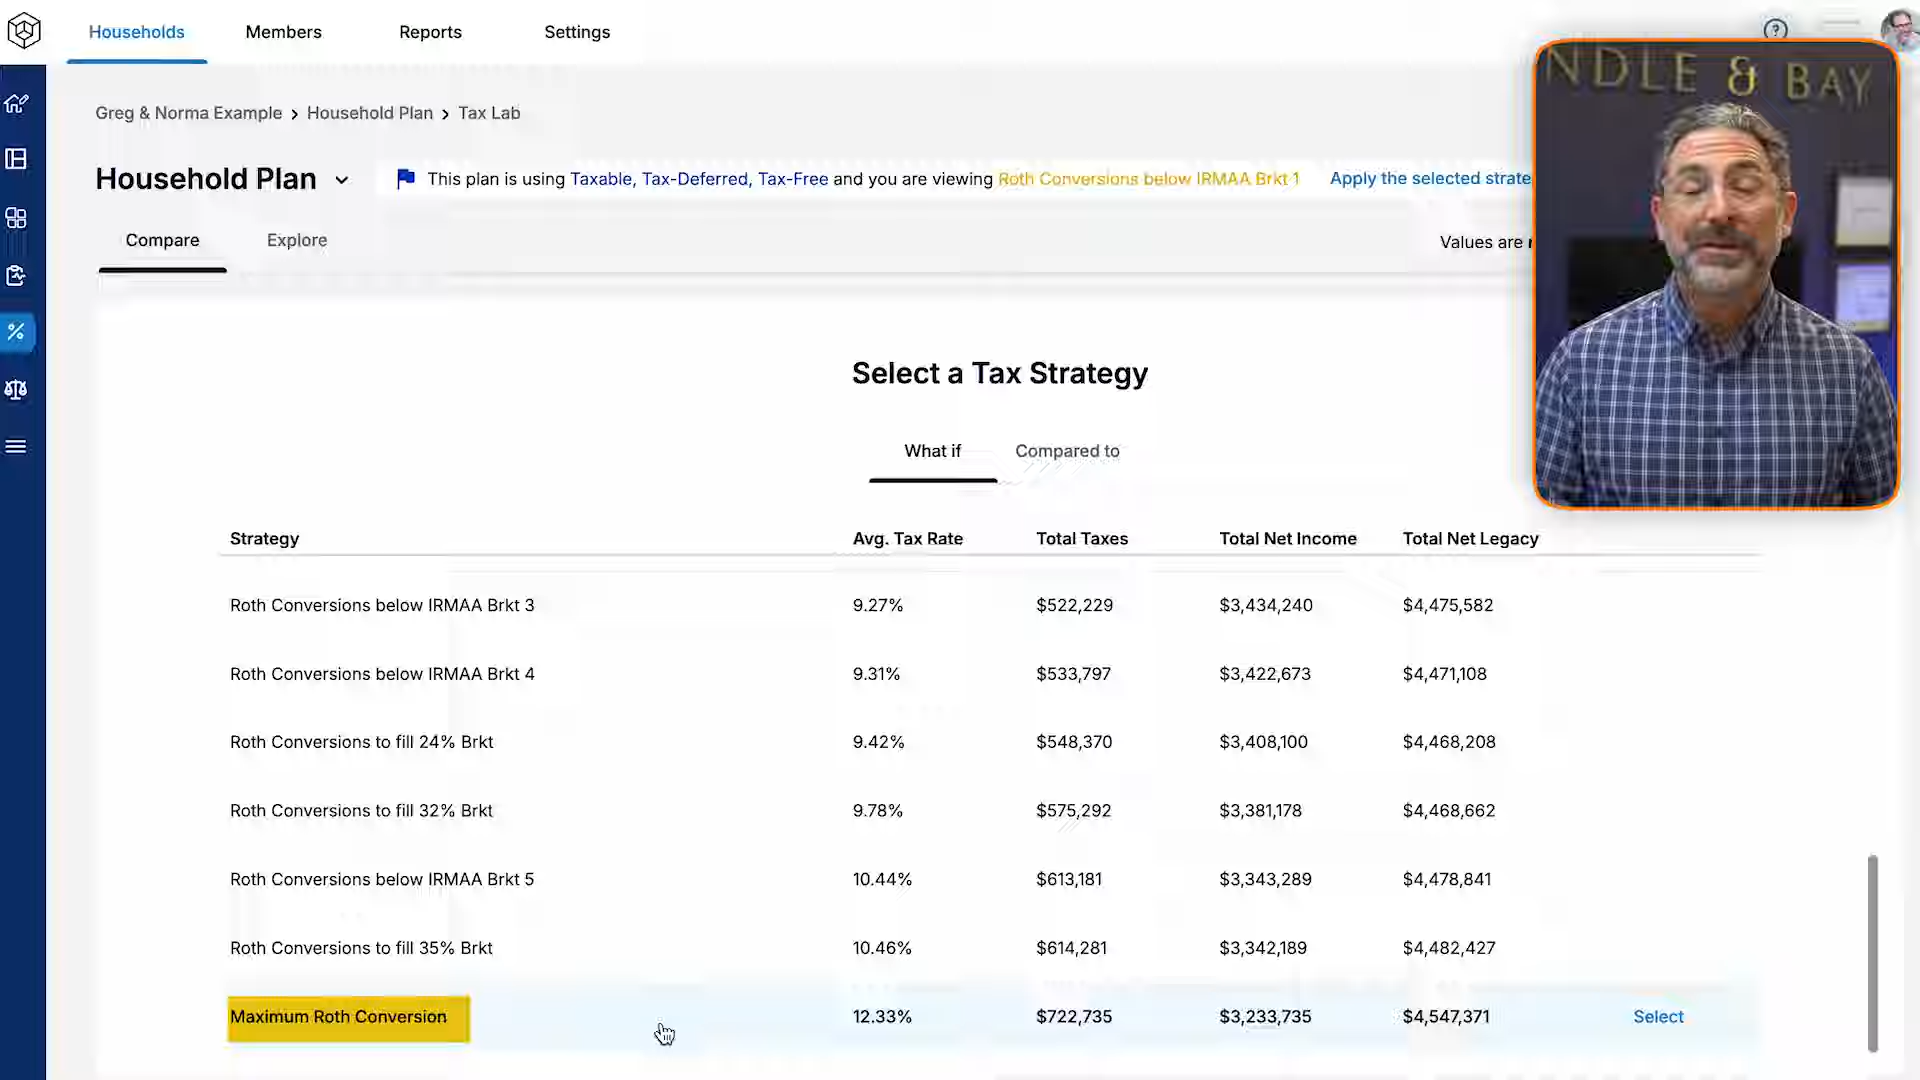 Households Members Reports Settings
NDLE & BAY
Greg & Norma Example > Household Plan > Tax Lab
Household Plan
This plan is using Taxable, Tax-Deferred, Tax-Free and you are viewing Roth Conversions below IRMAA Brkt 1 Apply the selected strate
Compare Explore Values are
Select a Tax Strategy
What if Compared to
Strategy Avg. Tax Rate Total Taxes Total Net Income Total Net Legacy
Roth Conversions below IRMAA Brkt 3 9.27% $522,229 $3,434,240 $4,475,582
Roth Conversions below IRMAA Brkt 4 9.31% $533,797 $3,422,673 $4,471,108
Roth Conversions to fill 24% Brkt 9.42% $548,370 $3,408,100 $4,468,208
Roth Conversions to fill 32% Brkt 9.78% $575,292 $3,381,178 $4,468,662
Roth Conversions below IRMAA Brkt 5 10.44% $613,181 $3,343,289 $4,478,841
Roth Conversions to fill 35% Brkt 10.46% $614,281 $3,342,189 $4,482,427
Maximum Roth Conversion 12.33% $722,735 $3,233,735 $4,547,371 Select